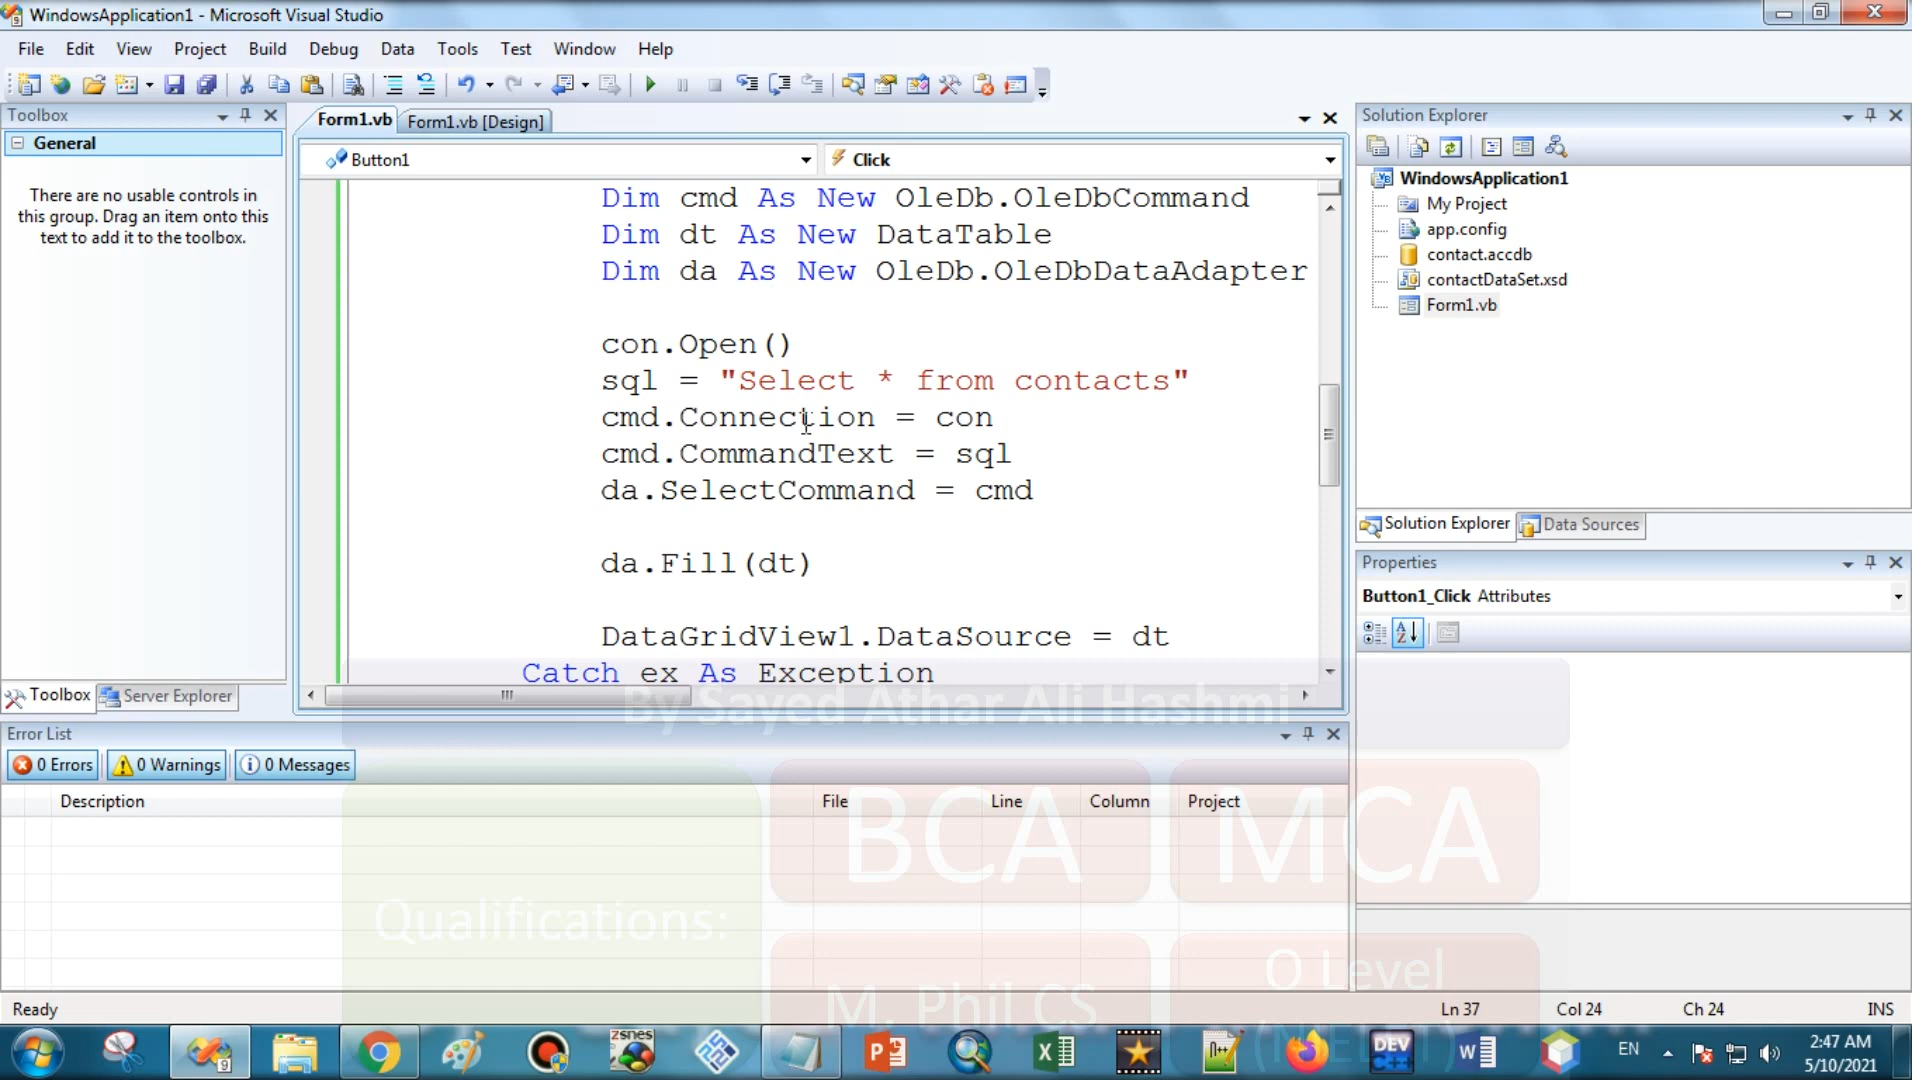 WindowsApplication1 - Microsoft Visual Studio
File Edit View Project Build Debug Data Tools Test Window Help
Toolbox
General
There are no usable controls in
this group. Drag an item onto this
text to add it to the toolbox.
Toolbox Server Explorer
Form1.vb Form1.vb [Design]
Button1 Click
Dim cmd As New OleDb.OleDbCommand
Dim dt As New DataTable
Dim da As New OleDb.OleDbDataAdapter
con.Open()
sql = "Select * from contacts"
cmd.Connection = con
cmd.CommandText = sql
da.SelectCommand = cmd
da.Fill(dt)
DataGridView1.DataSource = dt
Catch ex As Exception
By Sayed Athar Ali Hashmi
Solution Explorer
WindowsApplication1
My Project
app.config
contact.accdb
contactDataSet.xsd
Form1.vb
Solution Explorer Data Sources
Properties
Button1_Click Attributes
Error List
0 Errors 0 Warnings 0 Messages
Description File Line Column Project
BCA MCA
Qualifications:
M. Phil CS O Level
Ready Ln 37 Col 24 Ch 24 INS
zsnes
DEV
C++
EN
2:47 AM
5/10/2021